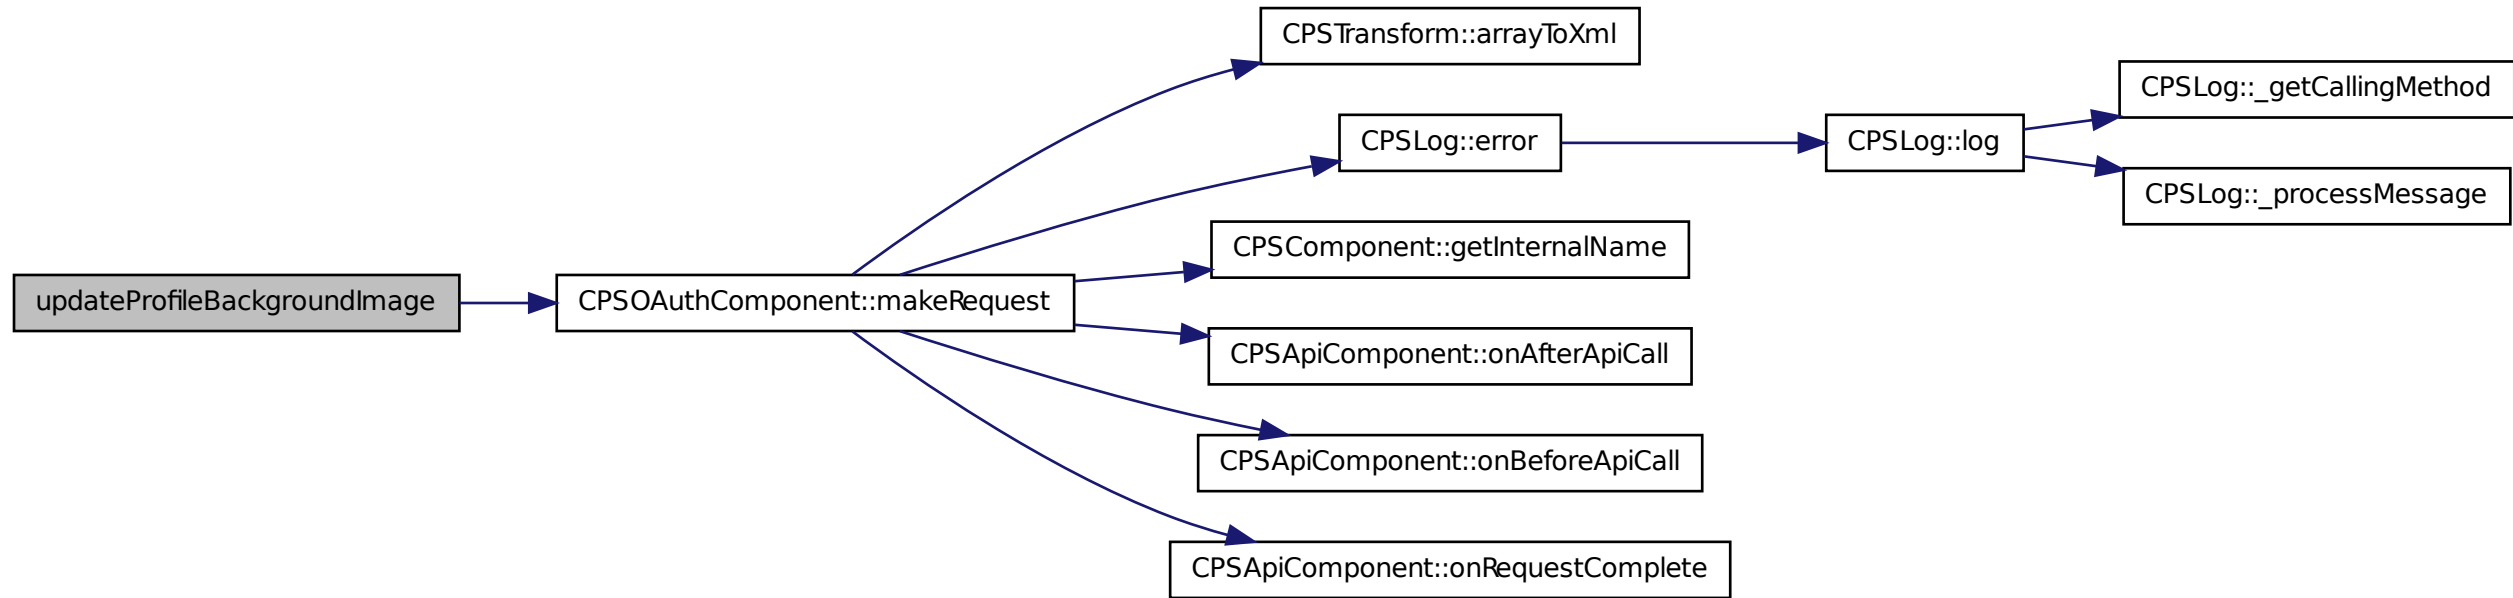 CPSTransform::arrayToXml
CPSLog::_getCallingMethod
CPSLog::error
CPSLog::log
CPSLog::_processMessage
CPSComponent::getInternalName
updateProfileBackgroundImage
CPSOAuthComponent::makeRequest
CPSApiComponent::onAfterApiCall
CPSApiComponent::onBeforeApiCall
CPSApiComponent::onRequestComplete